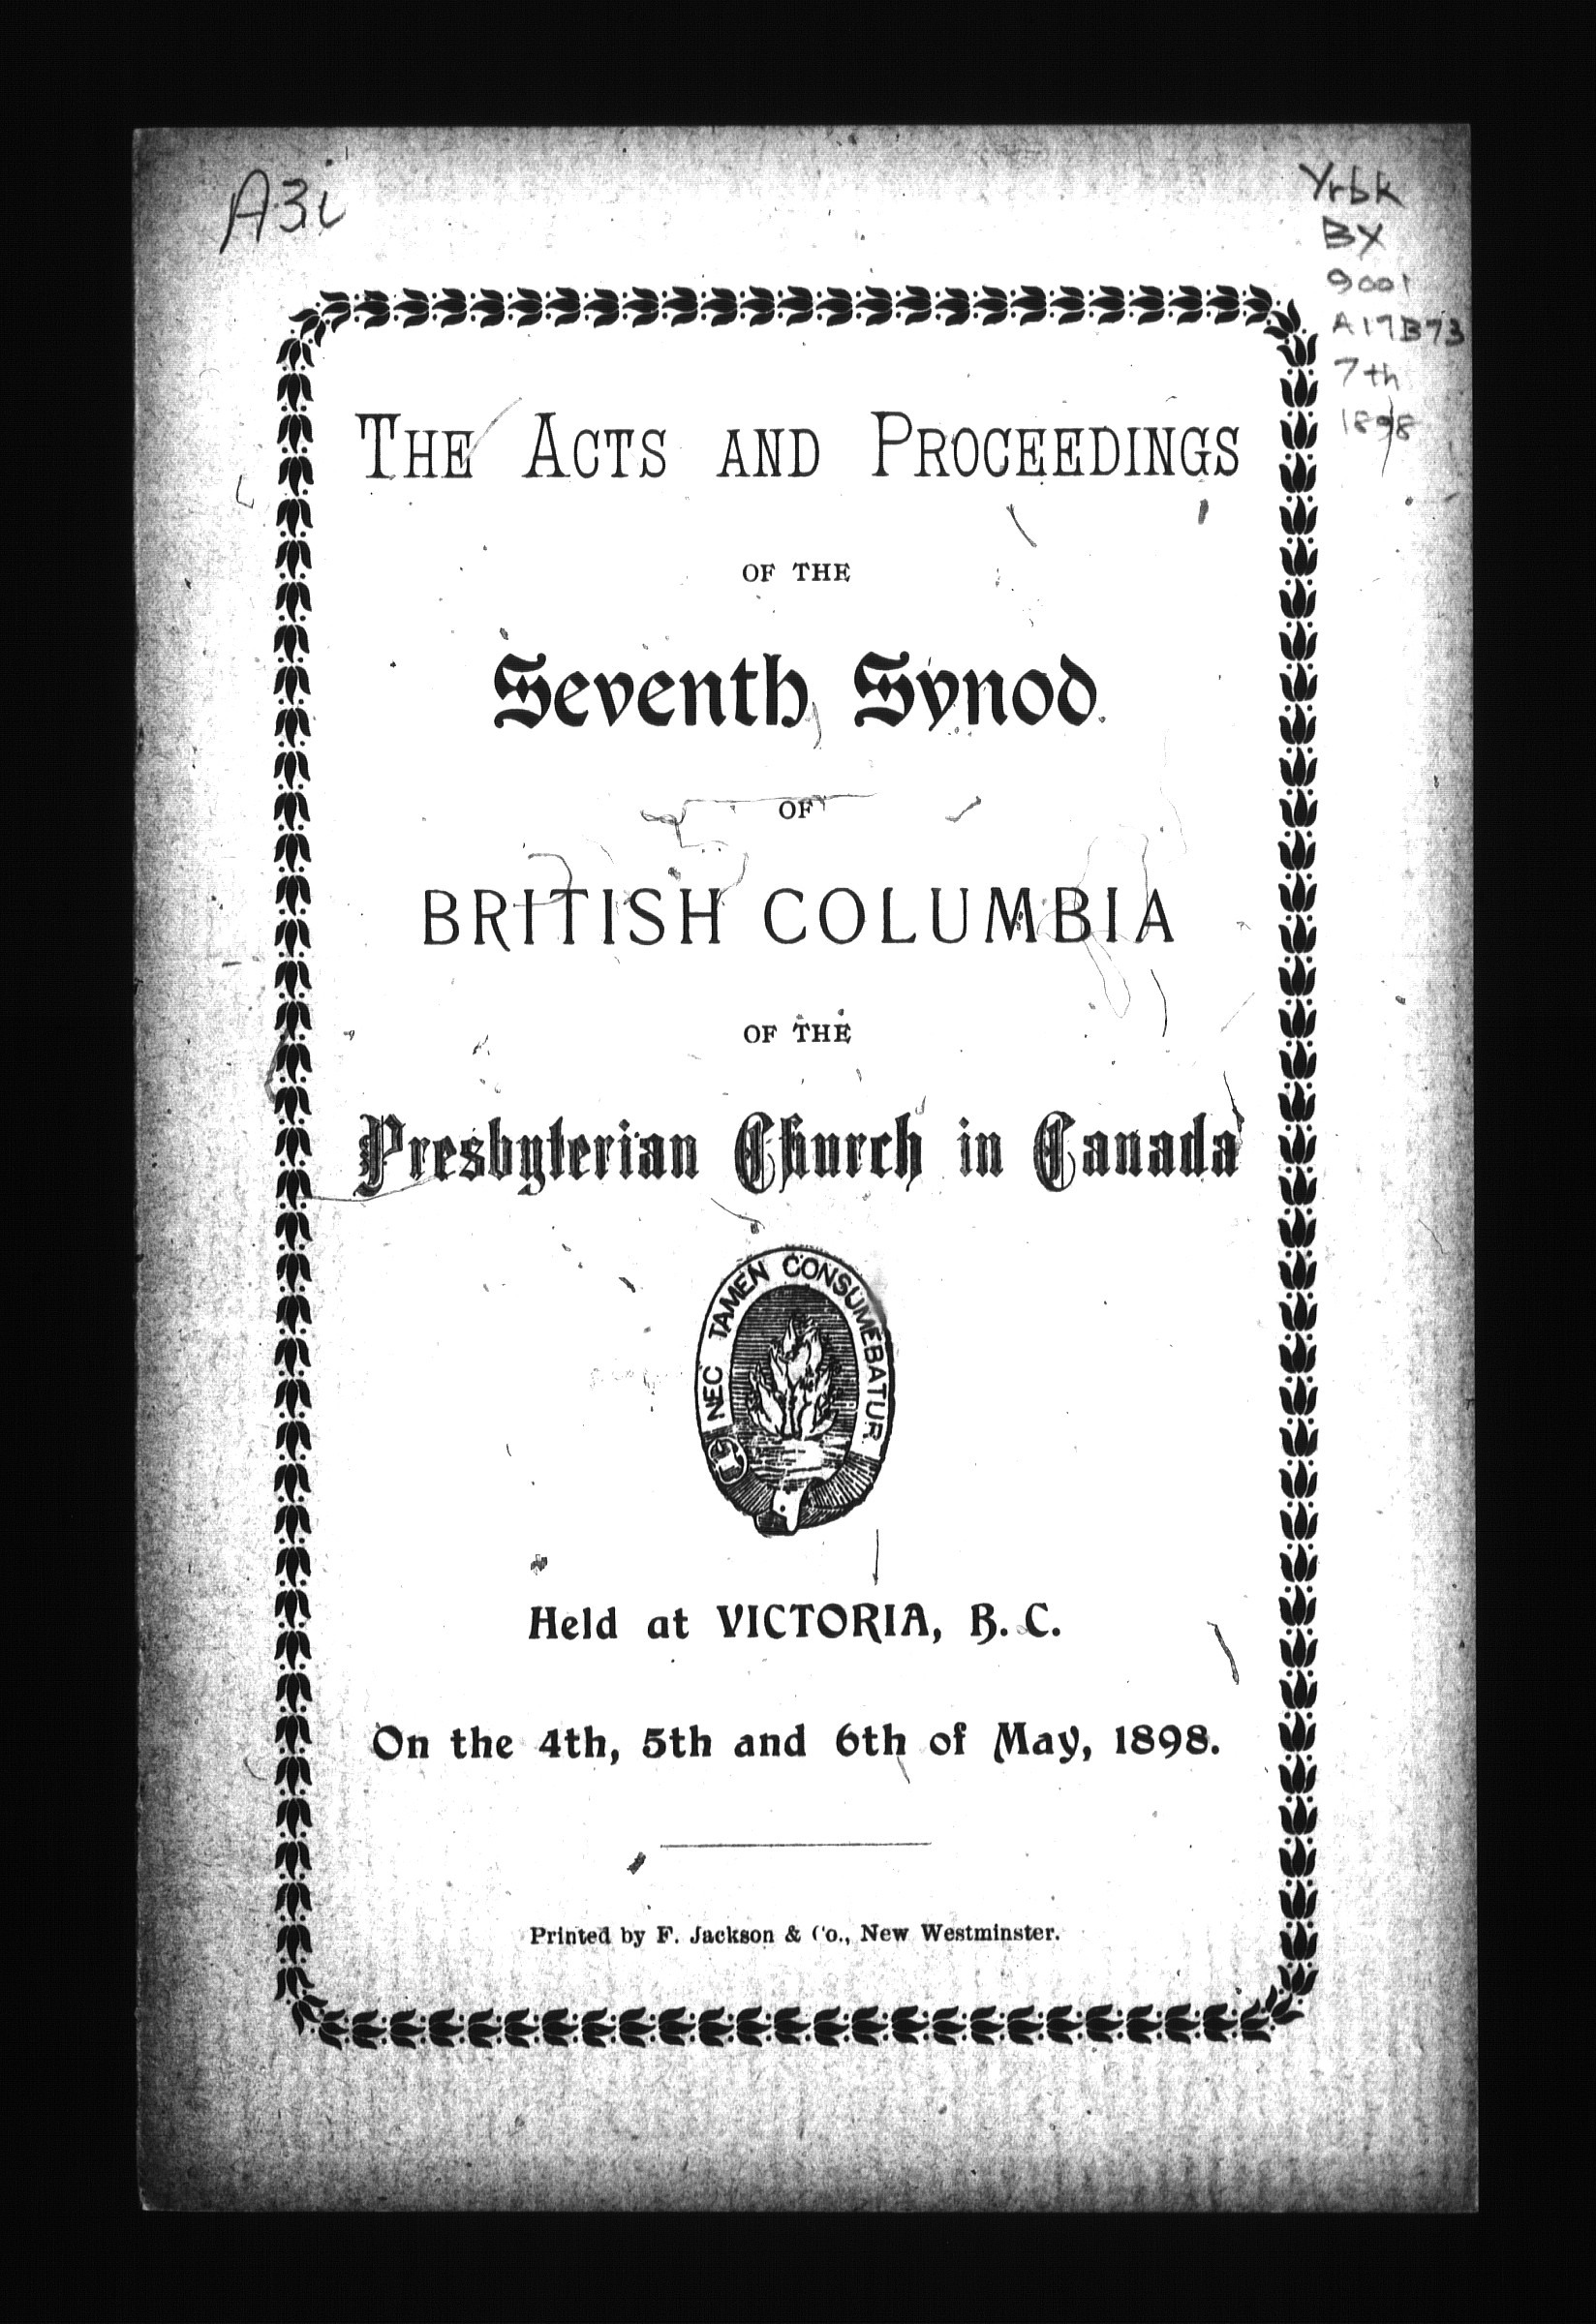 A3i
Yrbk
BX
9001
A17B73
7th
1898
THE ACTS AND PROCEEDINGS
OF THE
Seventh Synod
OF
BRITISH COLUMBIA
OF THE
Presbyterian Church in Canada
NEC TAMEN CONSUMEBATUR
Held at VICTORIA, B. C.
On the 4th, 5th and 6th of May, 1898.
Printed by F. Jackson & Co., New Westminster.